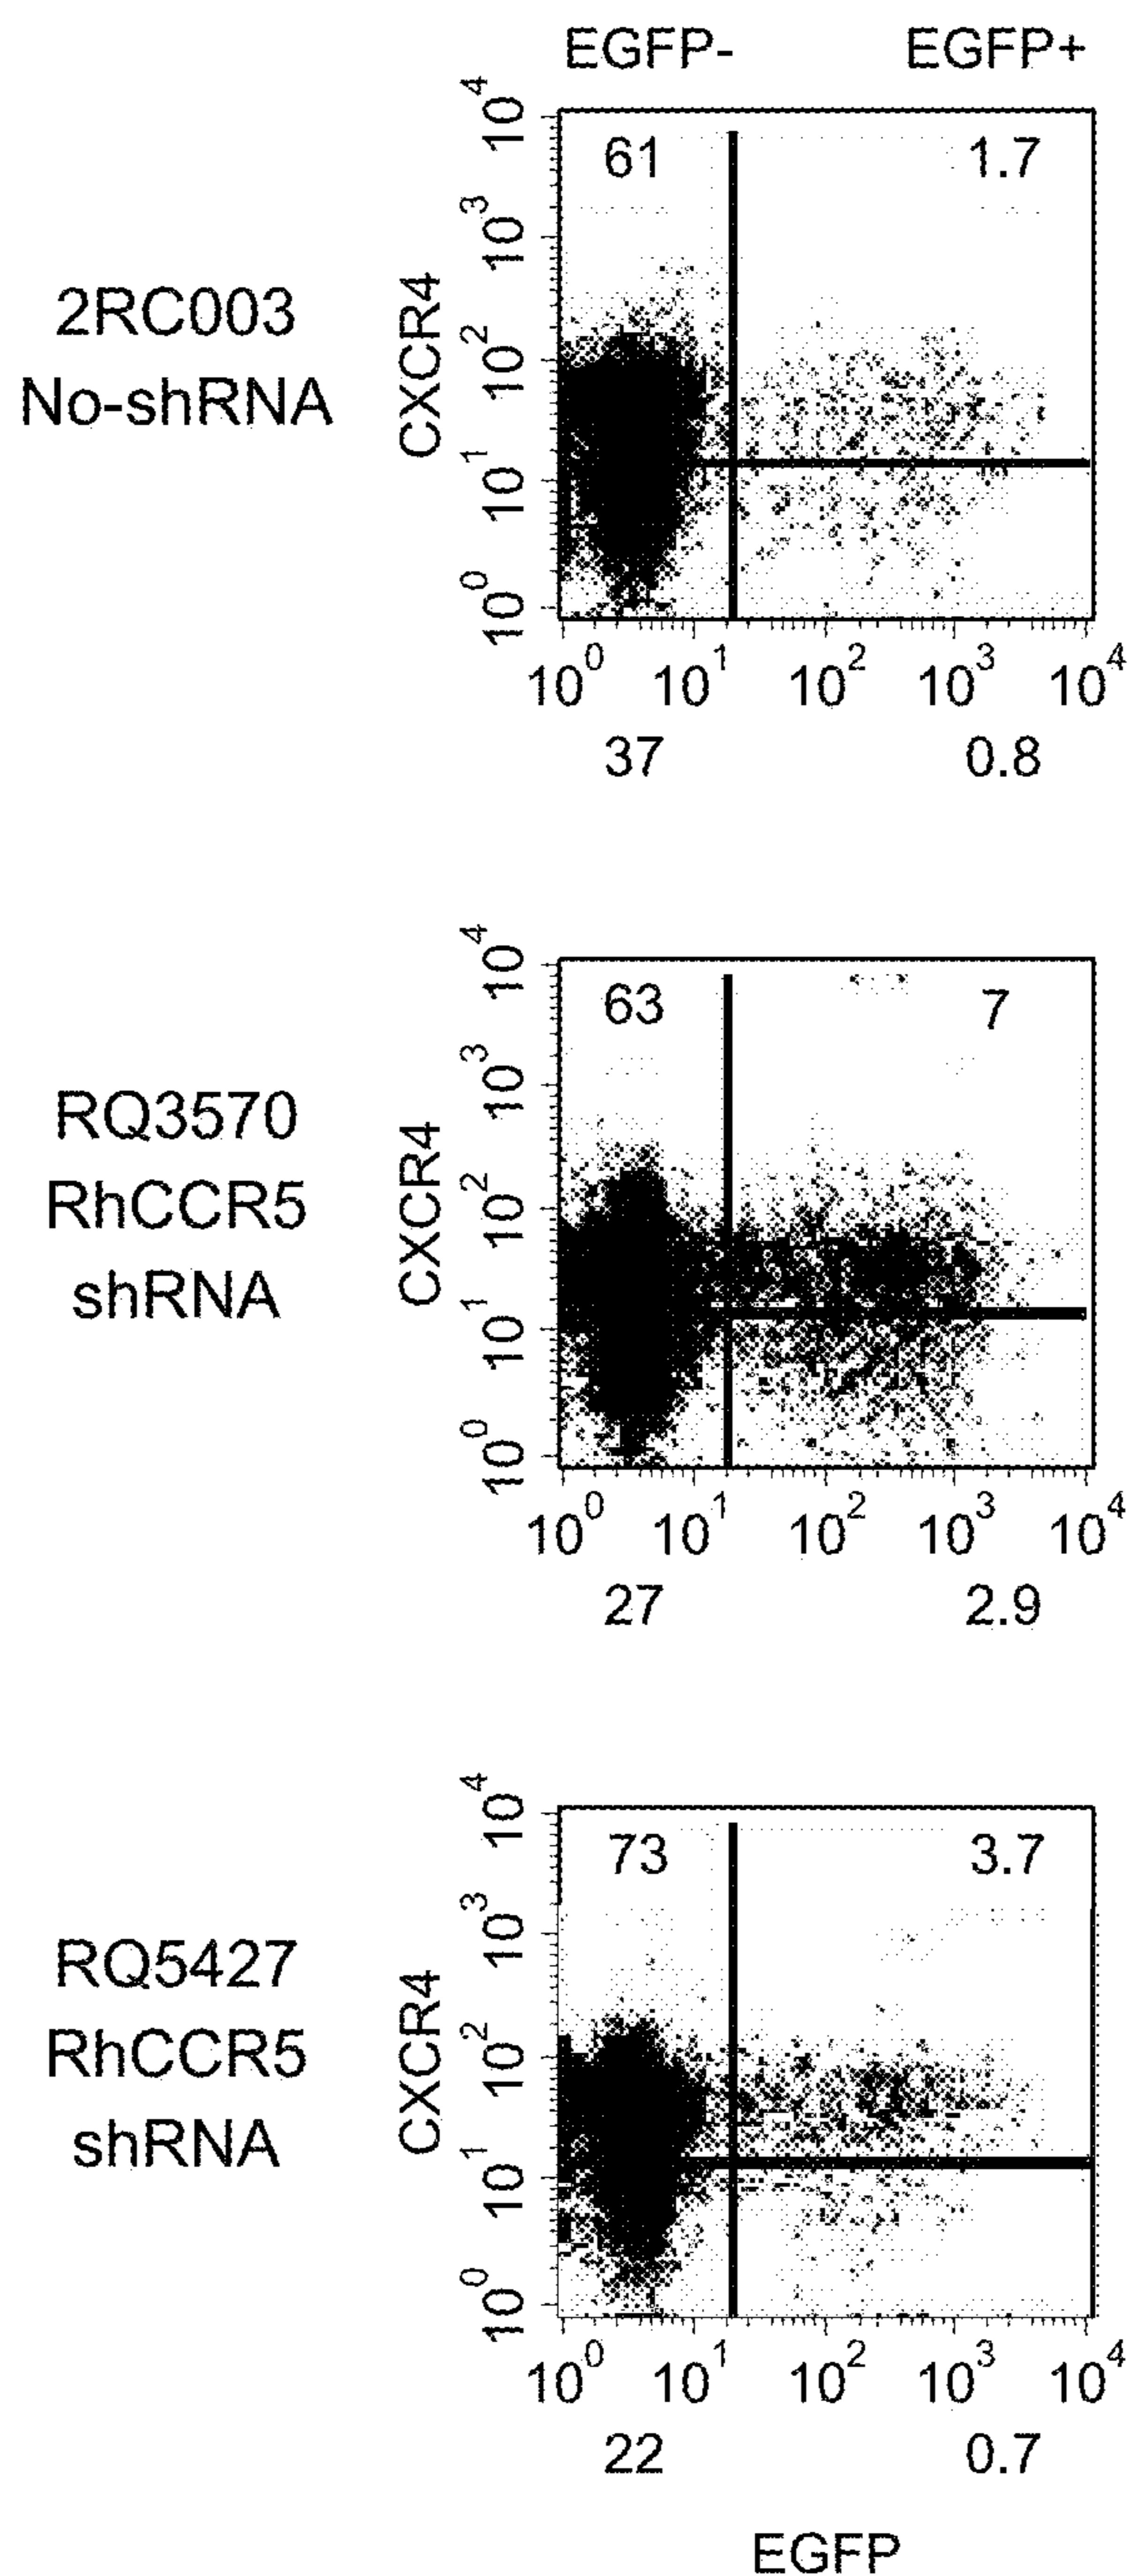 EGFP- EGFP+
2RC003
No-shRNA
CXCR4
10^4
10^3
10^2
10^1
10^0
61 1.7
10^0 10^1 10^2 10^3 10^4
37 0.8
RQ3570
RhCCR5
shRNA
CXCR4
10^4
10^3
10^2
10^1
10^0
63 7
10^0 10^1 10^2 10^3 10^4
27 2.9
RQ5427
RhCCR5
shRNA
CXCR4
10^4
10^3
10^2
10^1
10^0
73 3.7
10^0 10^1 10^2 10^3 10^4
22 0.7
EGFP